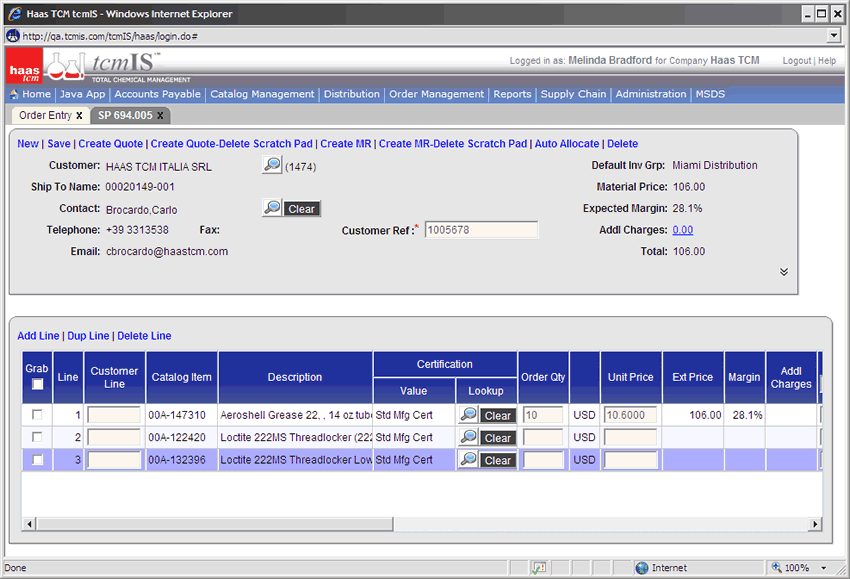 Haas TCM tcmIS - Windows Internet Explorer
http://qa.tcmis.com/tcmIS/haas/login.do#
haas tcm
tcmIS™
TOTAL CHEMICAL MANAGEMENT
Logged in as: Melinda Bradford for Company Haas TCM
Logout | Help
Home | Java App | Accounts Payable | Catalog Management | Distribution | Order Management | Reports | Supply Chain | Administration | MSDS
Order Entry x
SP 694.005 x
New | Save | Create Quote | Create Quote-Delete Scratch Pad | Create MR | Create MR-Delete Scratch Pad | Auto Allocate | Delete
Customer: HAAS TCM ITALIA SRL (1474) Default Inv Grp: Miami Distribution
Ship To Name: 00020149-001 Material Price: 106.00
Contact: Brocardo,Carlo Clear Expected Margin: 28.1%
Telephone: +39 3313538 Fax: Customer Ref :* 1005678 Addl Charges: 0.00
Email: cbrocardo@haastcm.com Total: 106.00
Add Line | Dup Line | Delete Line
Grab Line Customer Line Catalog Item Description Certification Order Qty Unit Price Ext Price Margin Addl Charges
Value Lookup
1 00A-147310 Aeroshell Grease 22, , 14 oz tube Std Mfg Cert Clear 10 USD 10.6000 106.00 28.1%
2 00A-122420 Loctite 222MS Threadlocker (222 Std Mfg Cert Clear USD
3 00A-132396 Loctite 222MS Threadlocker Low Std Mfg Cert Clear USD
Done
Internet
100%